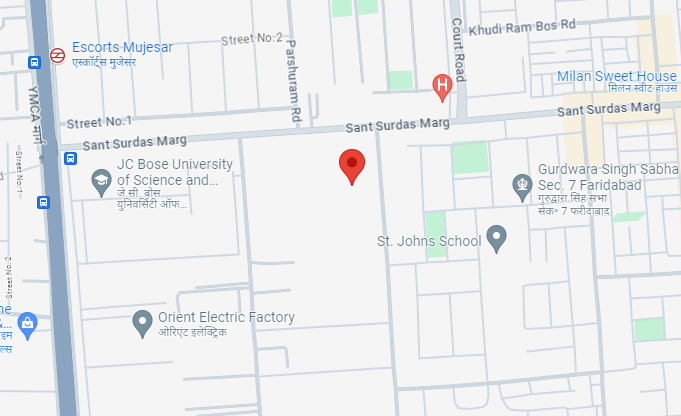 Khudi Ram Bos Rd
Street No.2
Court Road
Parshuram Rd
Escorts Mujesar
एस्कॉर्ट्स मुजेसर
H
Milan Sweet House
मिलन स्वीट हाउस
YMCA मार्ग
Street No.1
Sant Surdas Marg
Sant Surdas Marg
Sant Surdas Marg
Street No:1
JC Bose University
of Science and...
जे.सी. बोस
युनिवर्सिटी ऑफ...
Gurdwara Singh Sabha
Sec. 7 Faridabad
गुरुद्वारा सिंह सभा
सेक॰ 7 फरीदाबाद
St. Johns School
Street No:2
Orient Electric Factory
ओरिएंट इलेक्ट्रिक